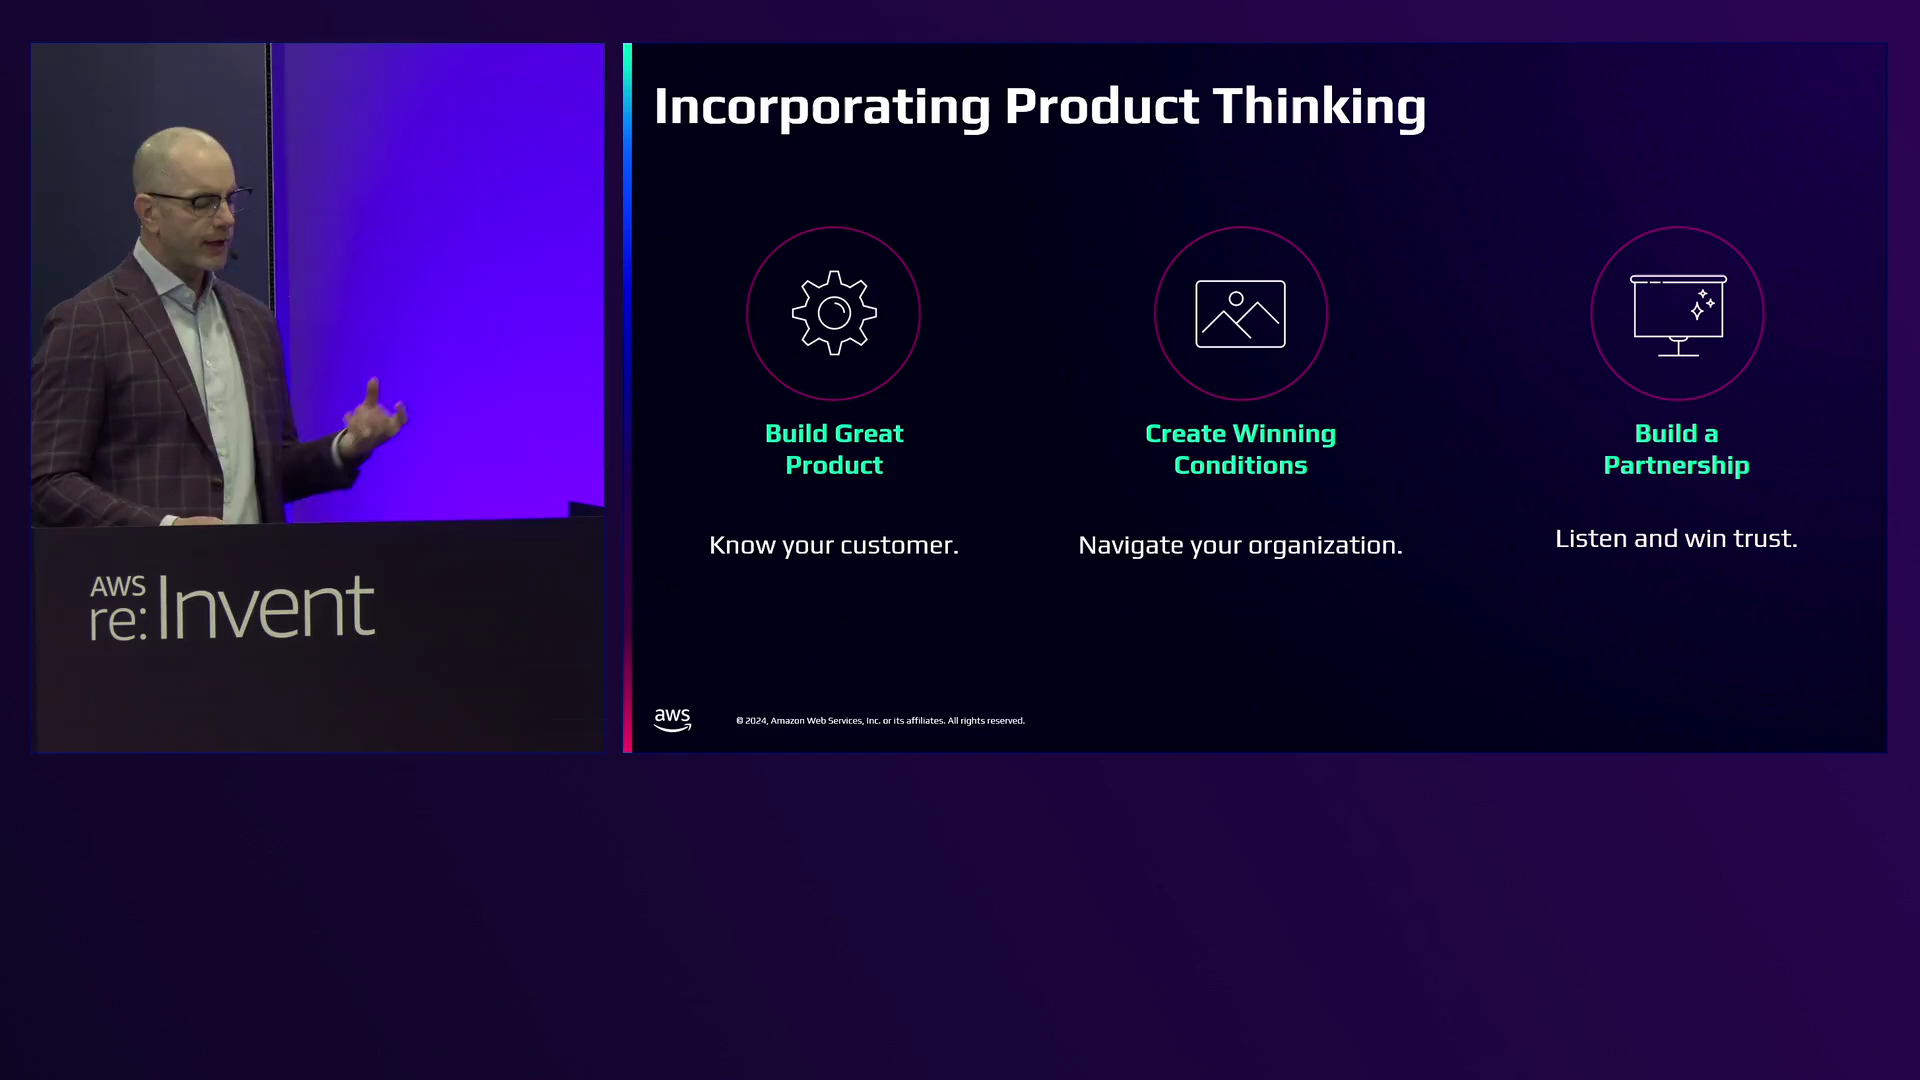 Incorporating Product Thinking
Build Great
Product
Know your customer.
Create Winning
Conditions
Navigate your organization.
Build a
Partnership
Listen and win trust.
AWS
re:Invent
aws
© 2024, Amazon Web Services, Inc. or its affiliates. All rights reserved.